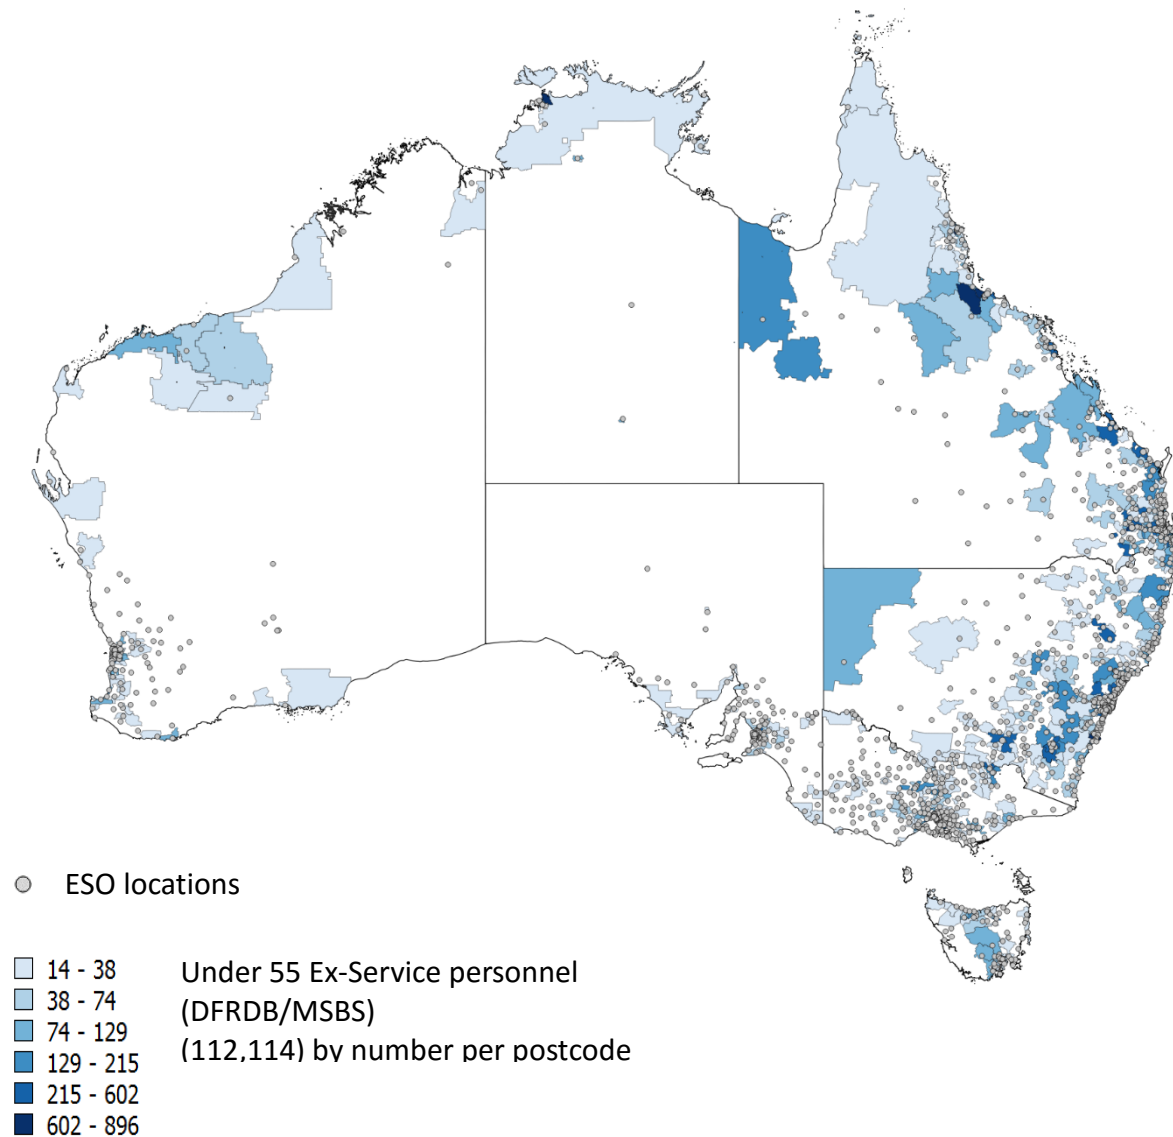 ESO locations
14 - 38
38 - 74
74 - 129
129 - 215
215 - 602
602 - 896
Under 55 Ex-Service personnel
(DFRDB/MSBS)
(112,114) by number per postcode